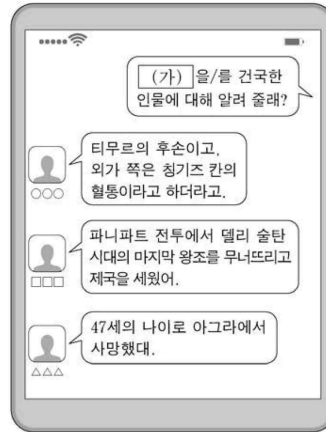 (가) 을/를 건국한
인물에 대해 알려 줄래?
티무르의 후손이고,
외가 쪽은 칭기즈 칸의
혈통이라고 하더라고.
○○○
파니파트 전투에서 델리 술탄
시대의 마지막 왕조를 무너뜨리고
제국을 세웠어.
□□□
47세의 나이로 아그라에서
사망했대.
△△△